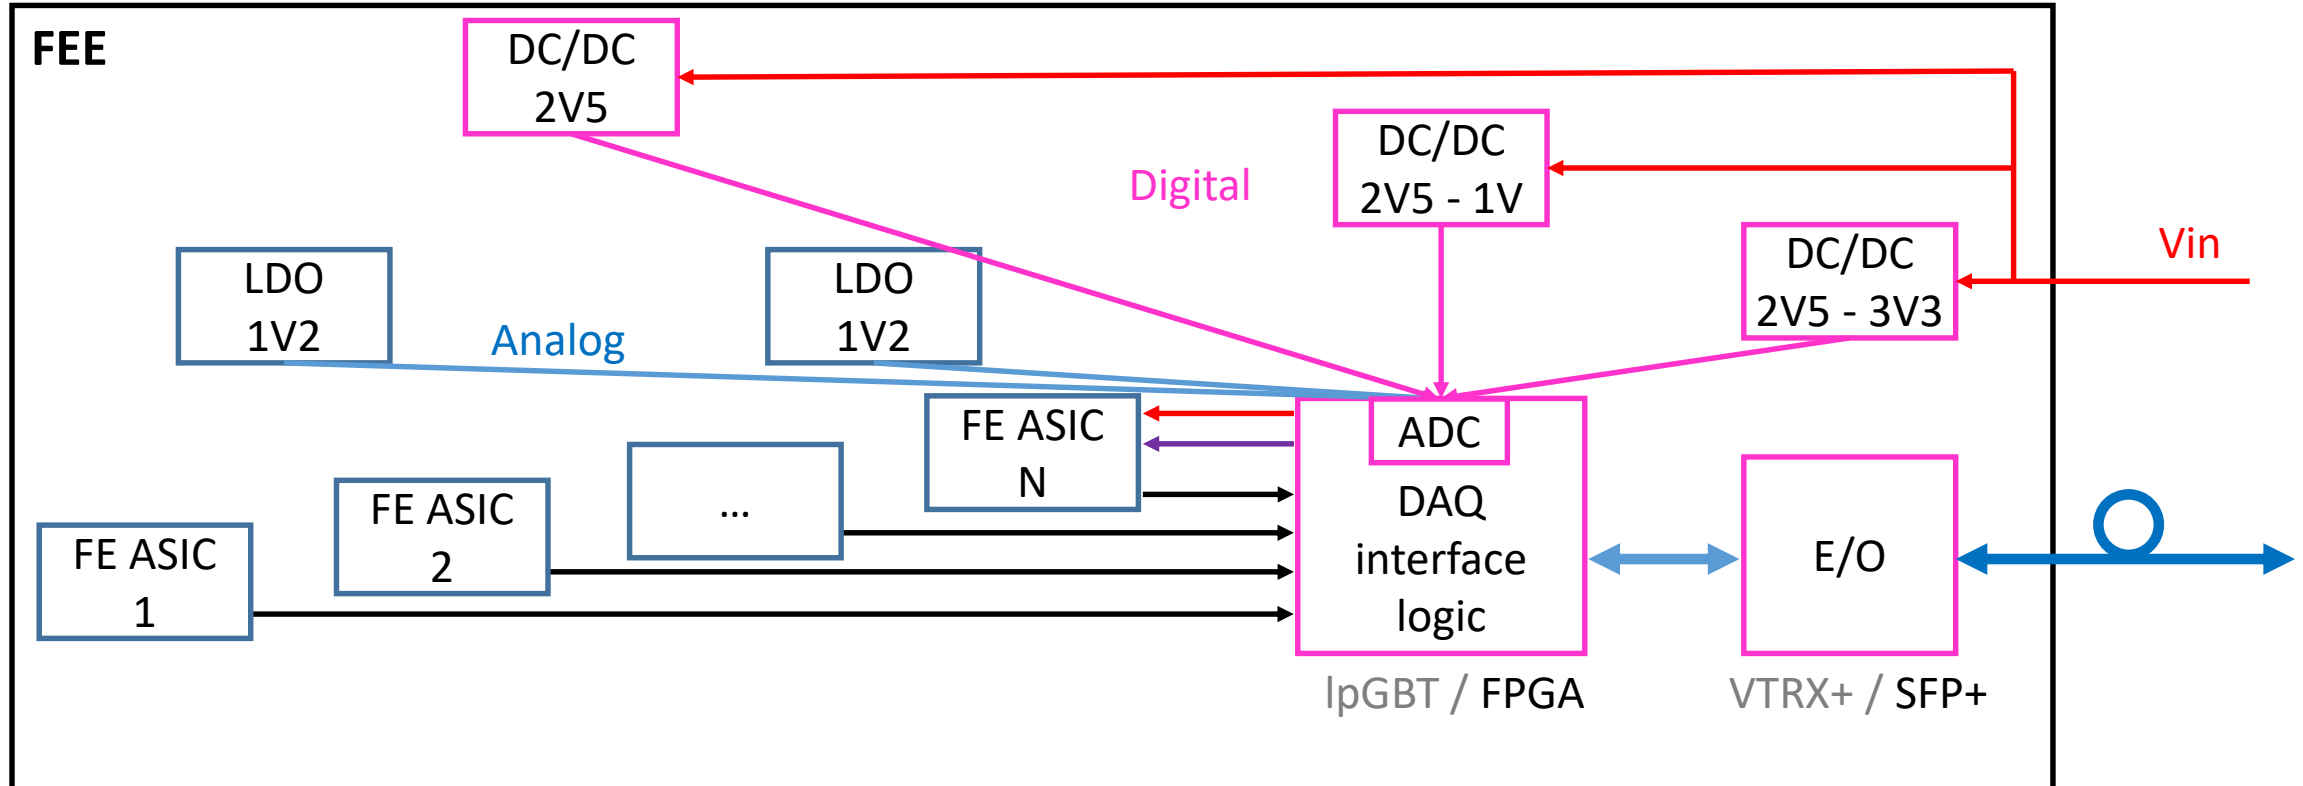 FEE
DC/DC
2V5
DC/DC
2V5 - 1V
Digital
DC/DC
2V5 - 3V3
Vin
LDO
1V2
Analog
LDO
1V2
FE ASIC
N
ADC
DAQ
interface
logic
...
FE ASIC
2
FE ASIC
1
E/O
lpGBT / FPGA
VTRX+ / SFP+